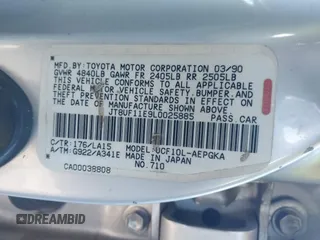 MFD BY: TOYOTA MOTOR CORPORATION 03/90
GVWR 4840LB GAWR FR 2405LB RR 2505LB
THIS VEHICLE CONFORMS TO ALL APPLICABLE
FEDERAL MOTOR VEHICLE SAFETY, BUMPER, AND
THEFT PREVENTION STANDARDS IN EFFECT ON
THE DATE OF MANUFACTURE SHOWN ABOVE.
JT8UF11E9L0025885 PASS CAR
C/TR: 176/LA15 MODEL: UCF10L-AEPGKA
A/TM: G922/A341E MADE IN JAPAN
NO.710
CA00036808
DREAMBID